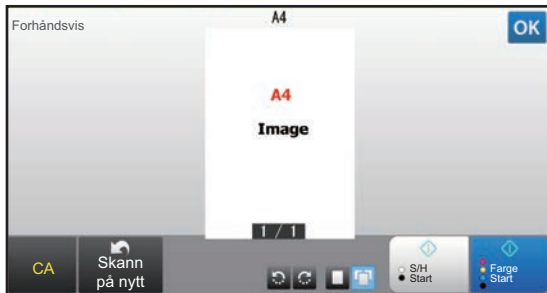 Forhåndsvis
A4
OK
A4
Image
1 / 1
CA
Skann
på nytt
S/H
Start
Farge
Start